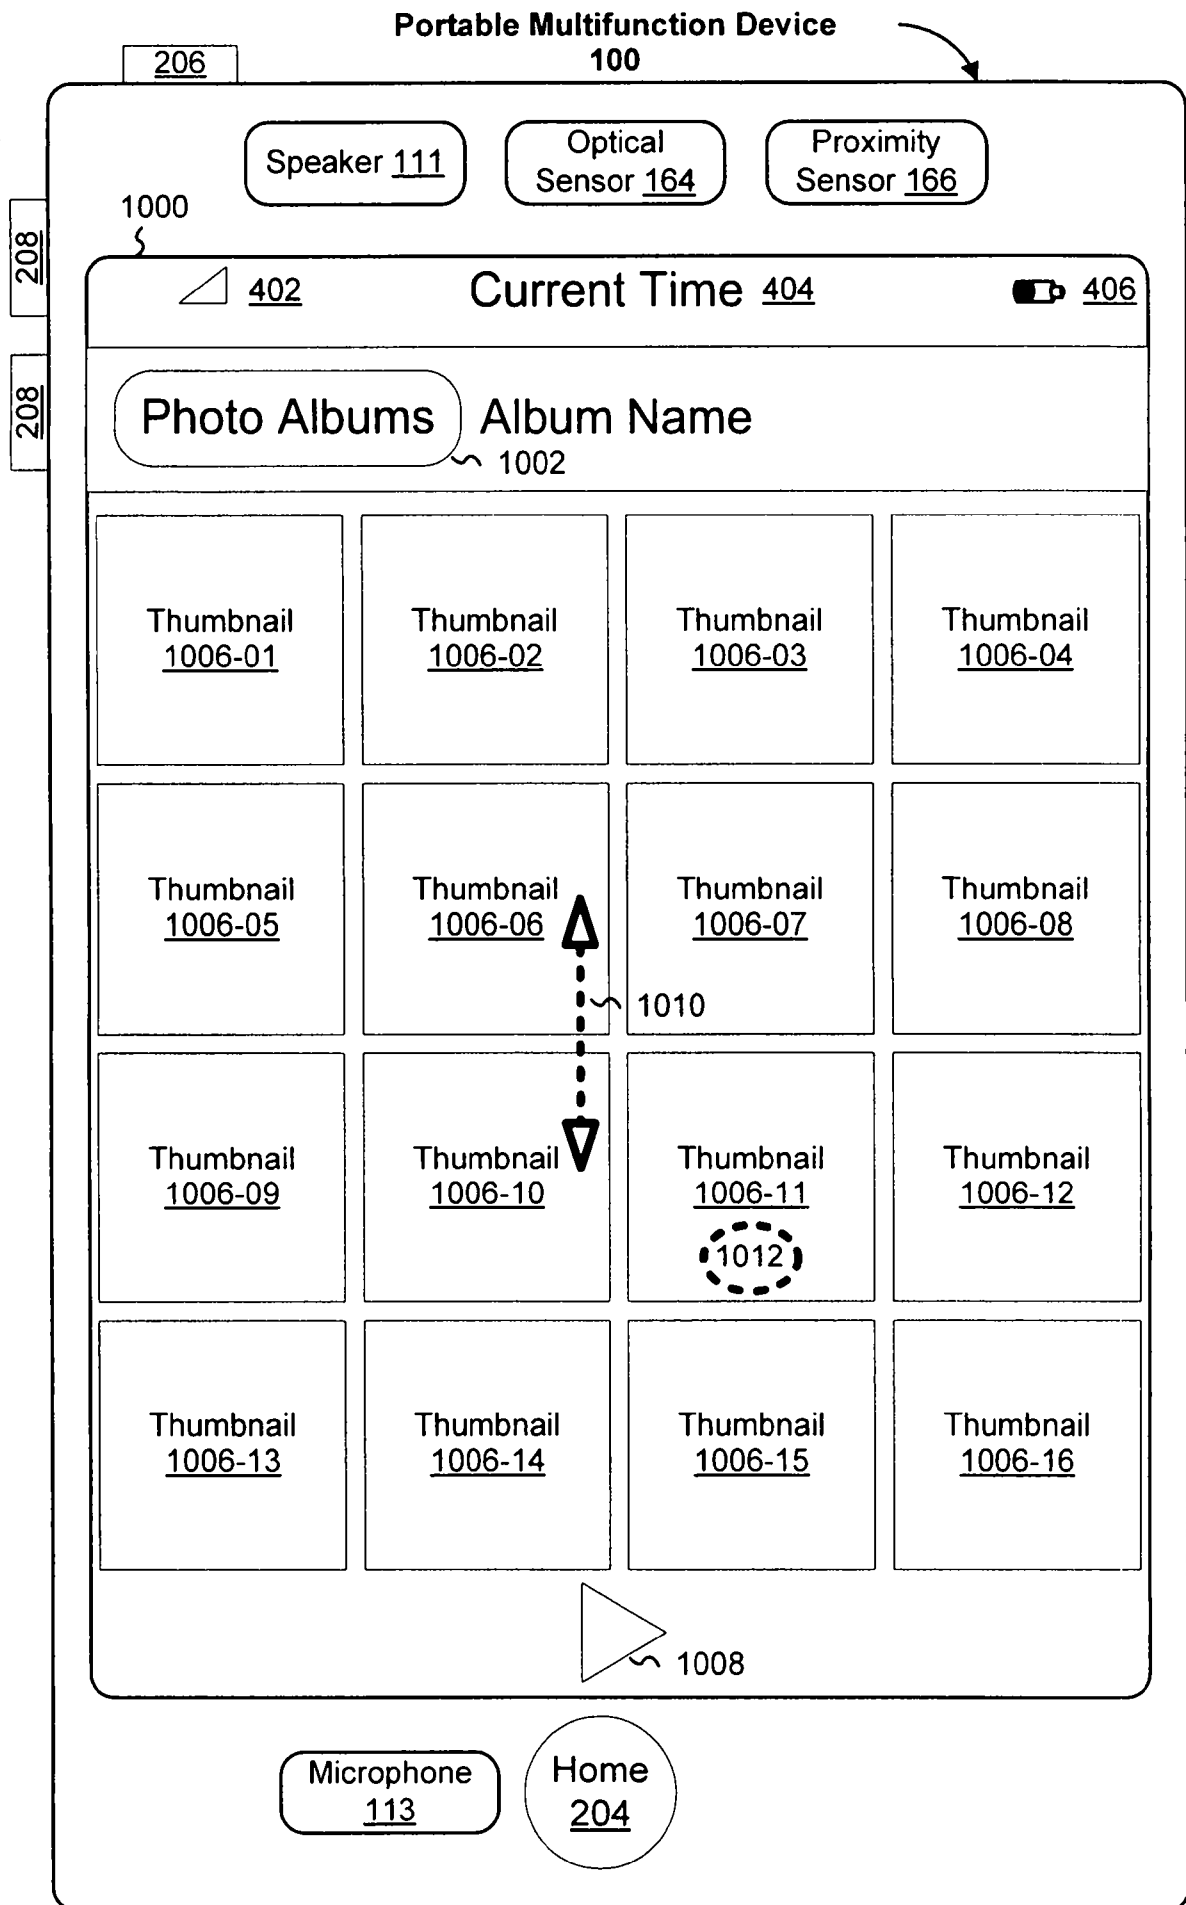 Portable Multifunction Device
100
206
Speaker 111
Optical
Sensor 164
Proximity
Sensor 166
1000
208
208
402
Current Time 404
406
Photo Albums
Album Name
1002
Thumbnail
1006-01
Thumbnail
1006-02
Thumbnail
1006-03
Thumbnail
1006-04
Thumbnail
1006-05
Thumbnail
1006-06
Thumbnail
1006-07
Thumbnail
1006-08
1010
Thumbnail
1006-09
Thumbnail
1006-10
Thumbnail
1006-11
1012
Thumbnail
1006-12
Thumbnail
1006-13
Thumbnail
1006-14
Thumbnail
1006-15
Thumbnail
1006-16
1008
Microphone
113
Home
204